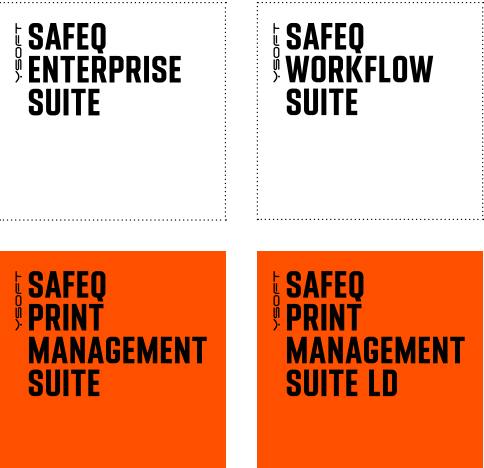 YSOFT
SAFEQ
ENTERPRISE
SUITE
YSOFT
SAFEQ
WORKFLOW
SUITE
YSOFT
SAFEQ
PRINT
MANAGEMENT
SUITE
YSOFT
SAFEQ
PRINT
MANAGEMENT
SUITE LD